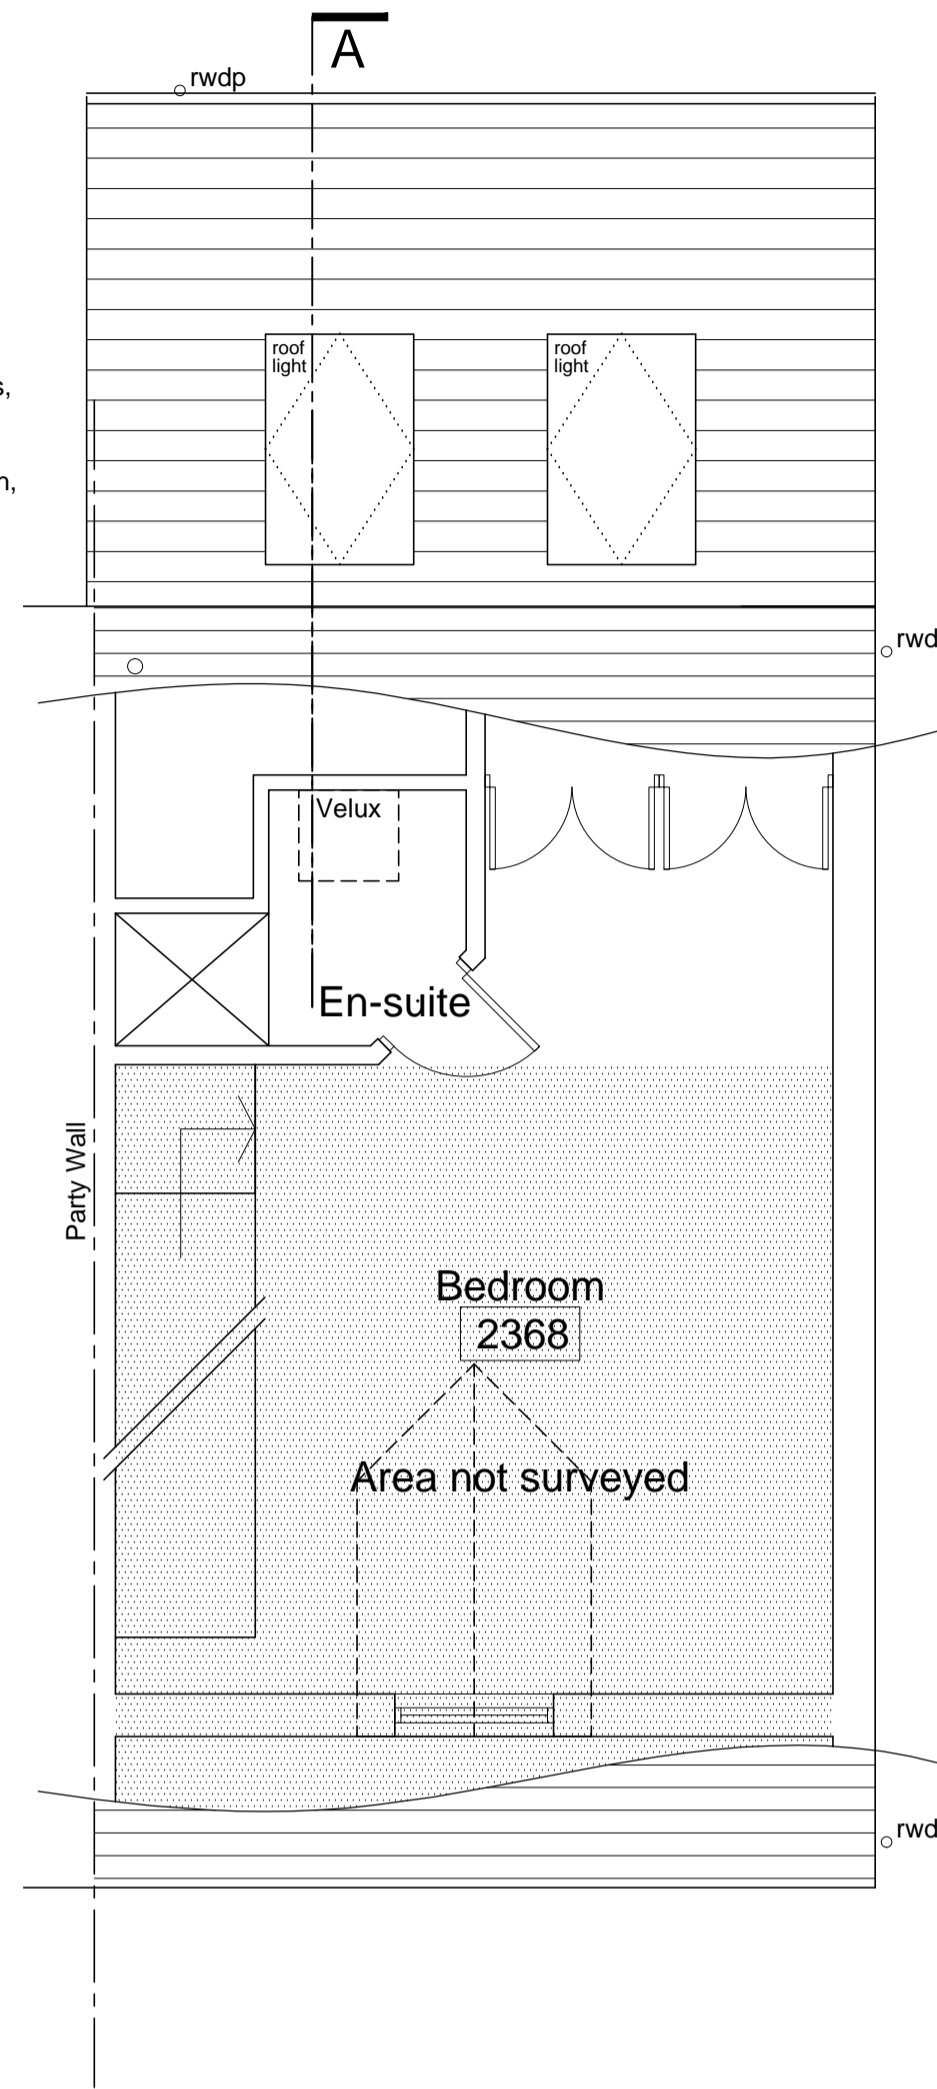 A
rwdp
roof
light
roof
light
s,
n,
rwd
Velux
En-suite
Party Wall
Bedroom
2368
Area not surveyed
rwd